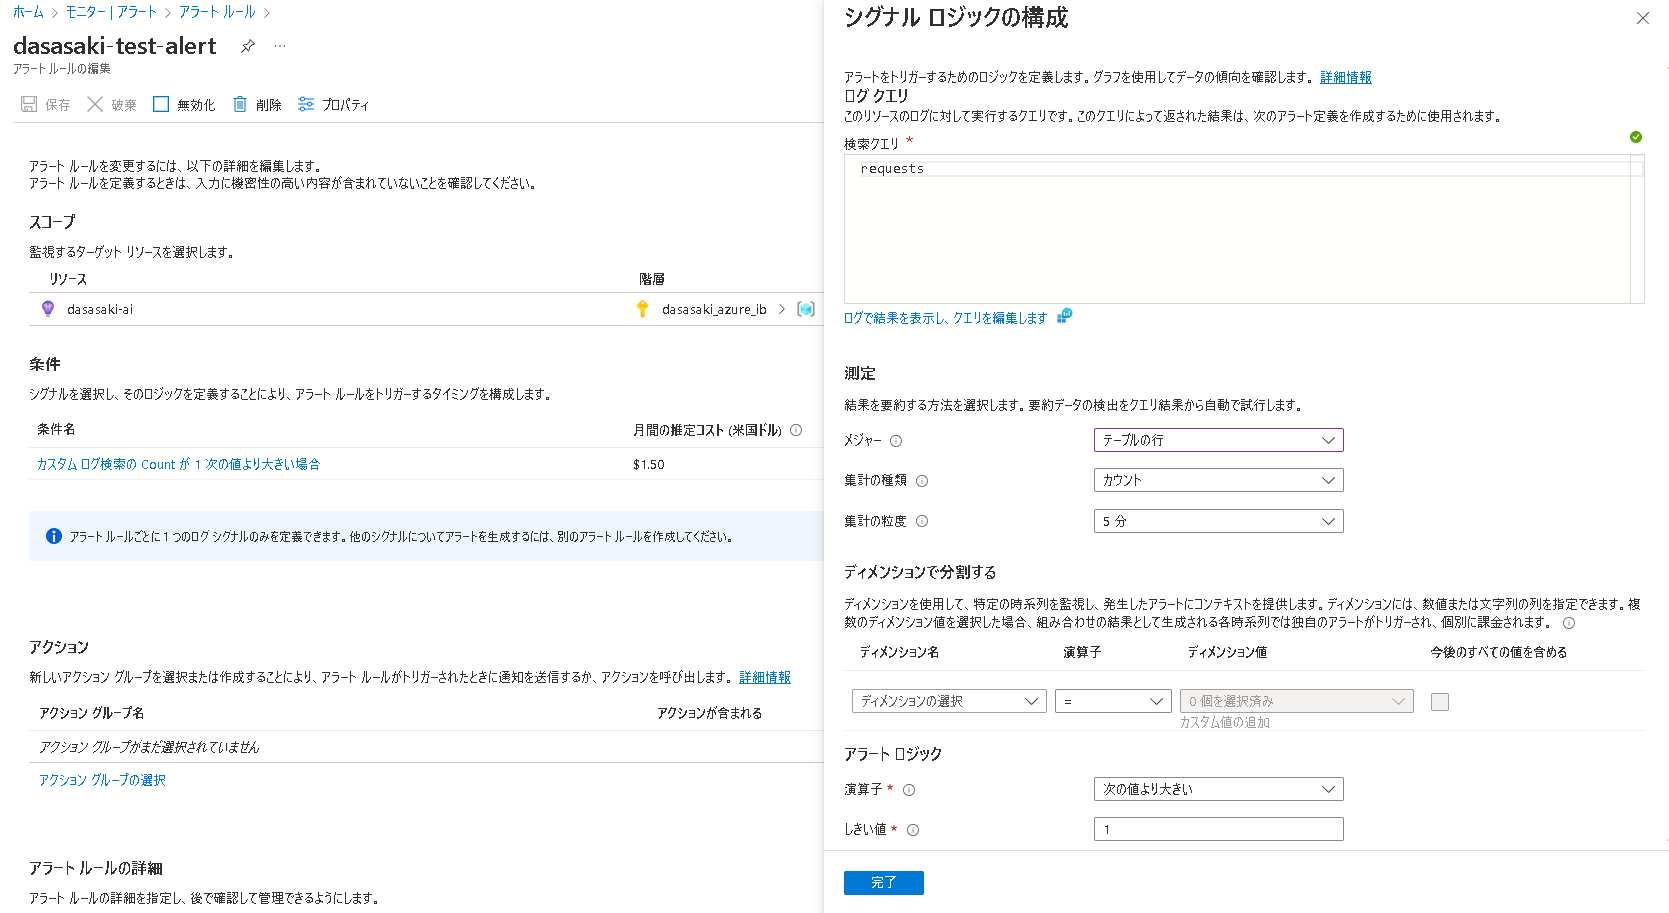 ホーム > モニター | アラート > アラート ルール >
dasasaki-test-alert ...
アラート ルールの編集
保存 破棄 無効化 削除 プロパティ
アラート ルールを変更するには、以下の詳細を編集します。
アラート ルールを定義するときは、入力に機密性の高い内容が含まれていないことを確認してください。
スコープ
監視するターゲット リソースを選択します。
リソース 階層
dasasaki-ai dasasaki_azure_ib >
条件
シグナルを選択し、そのロジックを定義することにより、アラート ルールをトリガーするタイミングを構成します。
条件名 月間の推定コスト (米国ドル)
カスタム ログ検索の Count が 1 次の値より大きい場合 $1.50
アラート ルールごとに 1 つのログ シグナルのみを定義できます。他のシグナルについてアラートを生成するには、別のアラート ルールを作成してください。
アクション
新しいアクション グループを選択または作成することにより、アラート ルールがトリガーされたときに通知を送信するか、アクションを呼び出します。 詳細情報
アクション グループ名 アクションが含まれる
アクション グループがまだ選択されていません
アクション グループの選択
アラート ルールの詳細
アラート ルールの詳細を指定し、後で確認して管理できるようにします。
シグナル ロジックの構成
アラートをトリガーするためのロジックを定義します。グラフを使用してデータの傾向を確認します。 詳細情報
ログ クエリ
このリソースのログに対して実行するクエリです。このクエリによって返された結果は、次のアラート定義を作成するために使用されます。
検索クエリ *
requests
ログで結果を表示し、クエリを編集します
測定
結果を要約する方法を選択します。要約データの検出をクエリ結果から自動で試行します。
メジャー テーブルの行
集計の種類 カウント
集計の粒度 5 分
ディメンションで分割する
ディメンションを使用して、特定の時系列を監視し、発生したアラートにコンテキストを提供します。ディメンションには、数値または文字列の列を指定できます。複
数のディメンション値を選択した場合、組み合わせの結果として生成される各時系列では独自のアラートがトリガーされ、個別に課金されます。
ディメンション名 演算子 ディメンション値 今後のすべての値を含める
ディメンションの選択 = 0 個を選択済み
カスタム値の追加
アラート ロジック
演算子 * 次の値より大きい
しきい値 * 1
完了